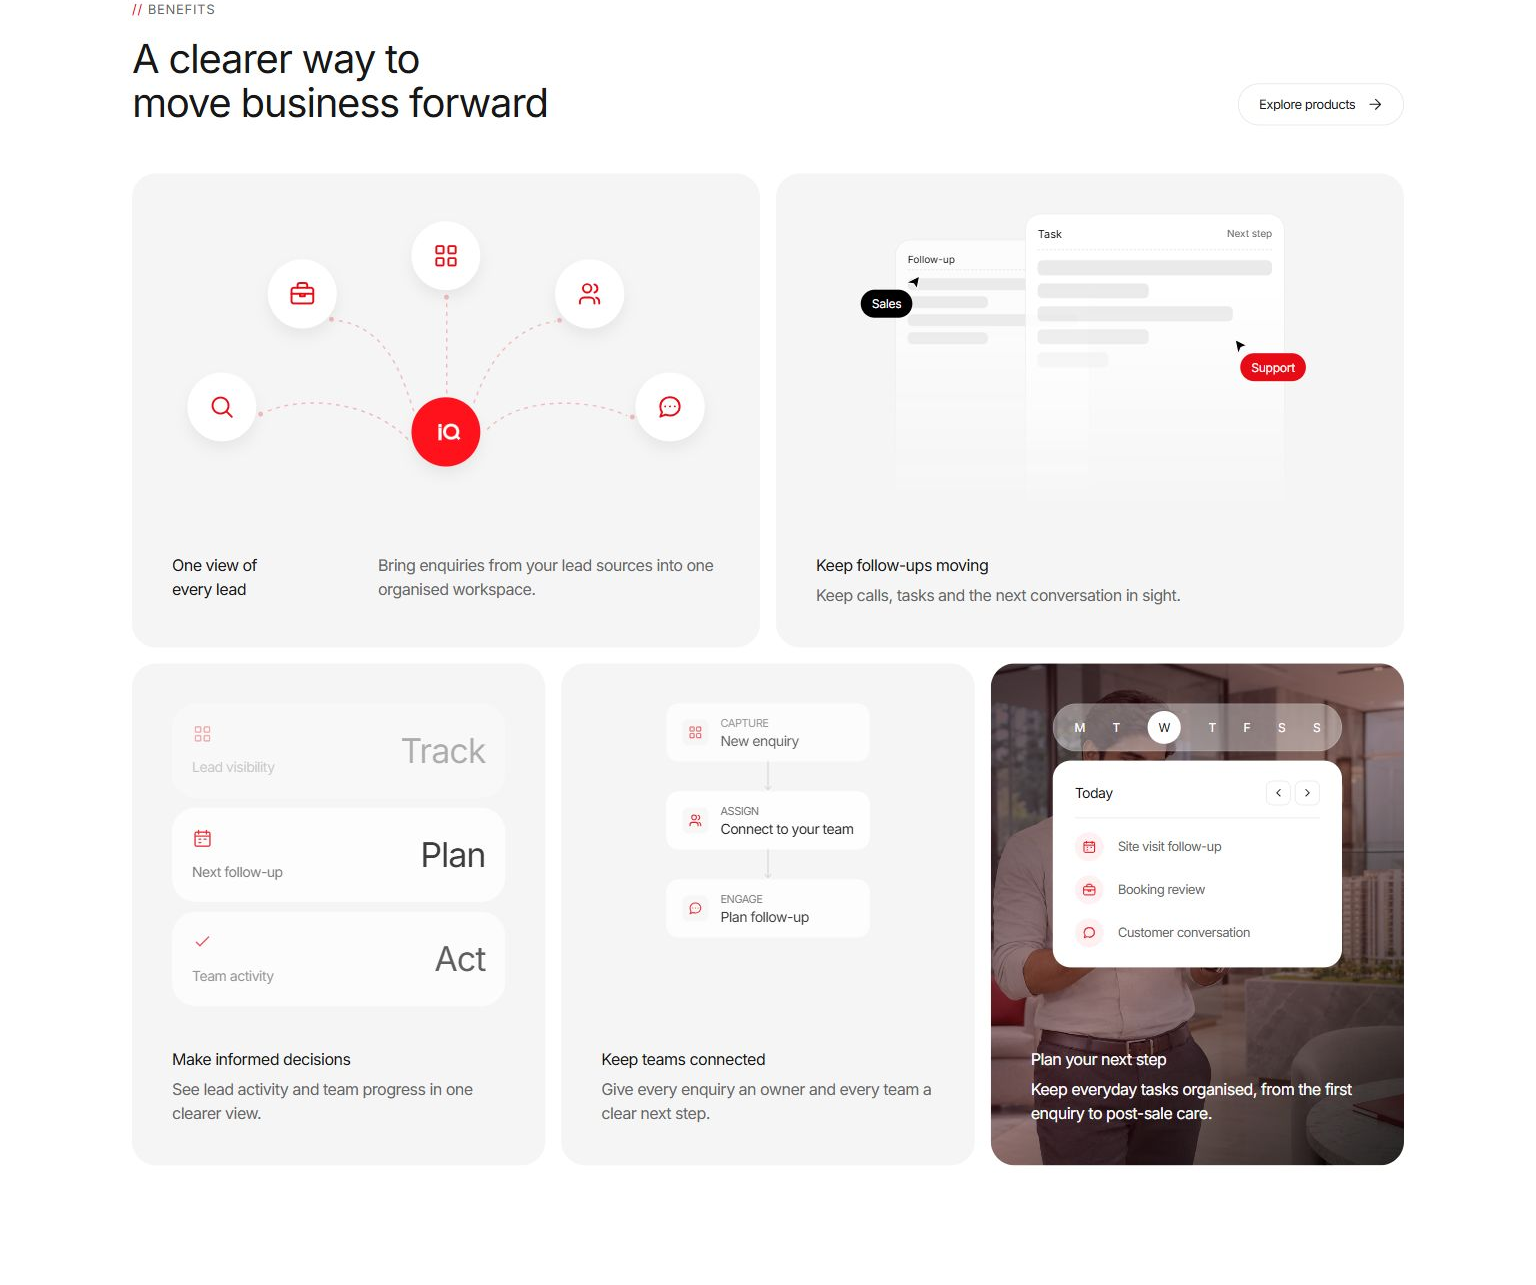 // BENEFITS
A clearer way to
move business forward
Explore products
iQ
One view of
every lead
Bring enquiries from your lead sources into one
organised workspace.
Follow-up
Sales
Task
Next step
Support
Keep follow-ups moving
Keep calls, tasks and the next conversation in sight.
Lead visibility
Track
Next follow-up
Plan
Team activity
Act
Make informed decisions
See lead activity and team progress in one
clearer view.
CAPTURE
New enquiry
ASSIGN
Connect to your team
ENGAGE
Plan follow-up
Keep teams connected
Give every enquiry an owner and every team a
clear next step.
M T W T F S S
Today
Site visit follow-up
Booking review
Customer conversation
Plan your next step
Keep everyday tasks organised, from the first
enquiry to post-sale care.